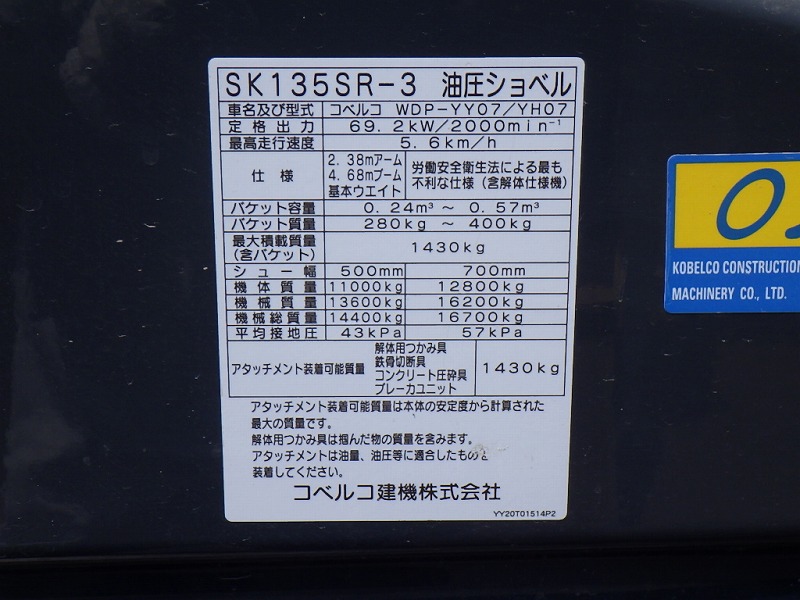 SK135SR-3 油圧ショベル
車名及び型式 コベルコ WDP-YY07/YH07
定格出力 69.2kW/2000min⁻¹
最高走行速度 5.6km/h
仕様 2.38mアーム 4.68mブーム 基本ウエイト 労働安全衛生法による最も不利な仕様(含解体仕様機)
バケット容量 0.24m³ ~ 0.57m³
バケット質量 280kg ~ 400kg
最大積載質量 (含バケット) 1430kg
シュー幅 500mm 700mm
機体質量 11000kg 12800kg
機械質量 13600kg 16200kg
機械総質量 14400kg 16700kg
平均接地圧 43kPa 57kPa
アタッチメント装着可能質量 解体用つかみ具 鉄骨切断具 コンクリート圧砕具 ブレーカユニット 1430kg
アタッチメント装着可能質量は本体の安定度から計算された
最大の質量です。
解体用つかみ具は掴んだ物の質量を含みます。
アタッチメントは油量、油圧等に適合したものを
装着してください。
コベルコ建機株式会社
YY20T01514P2
KOBELCO CONSTRUCTION
MACHINERY CO., LTD.